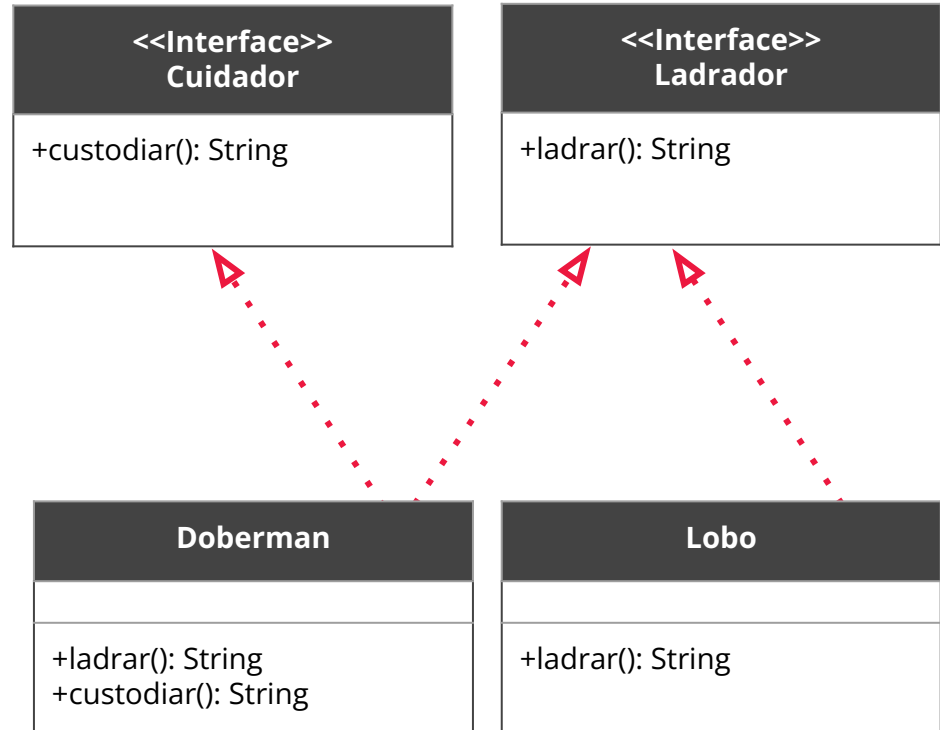 <<Interface>>
Cuidador
+custodiar(): String
<<Interface>>
Ladrador
+ladrar(): String
Doberman
+ladrar(): String
+custodiar(): String
Lobo
+ladrar(): String